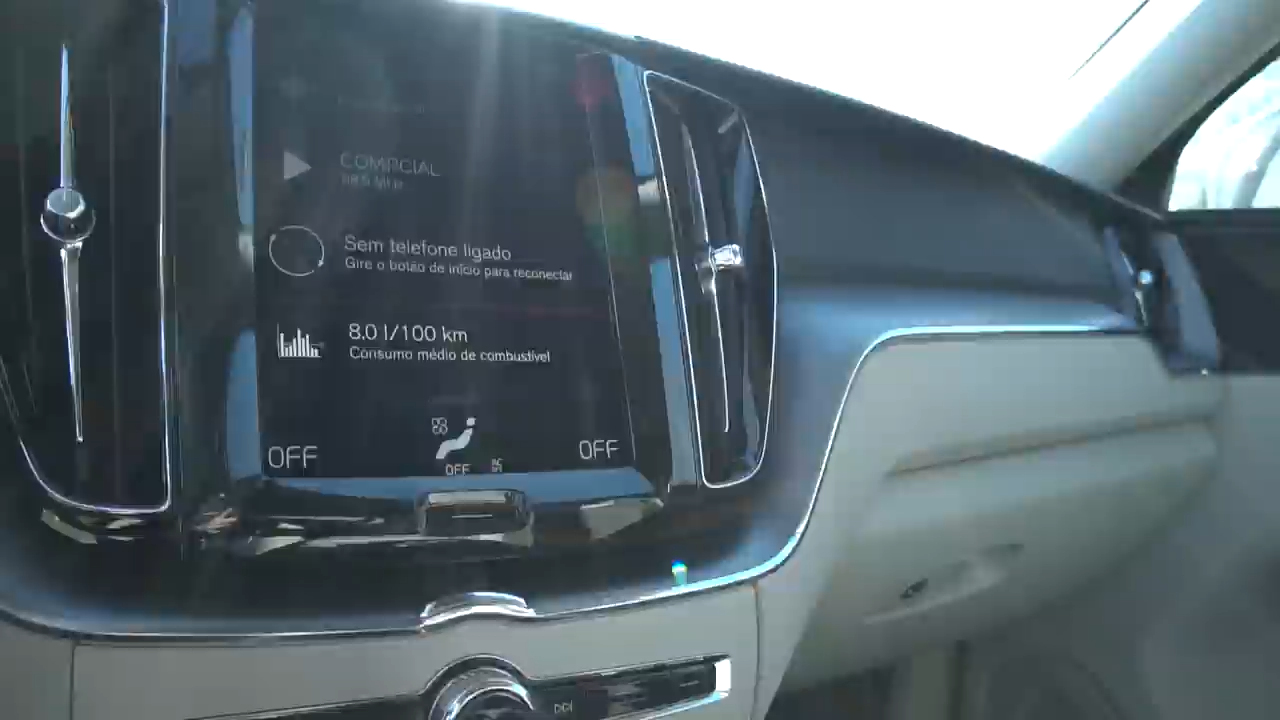 COMRCIAL
Sem telefone ligado
Gire o botão de início para reconectar
8.0 l/100 km
Consumo médio de combustível
OFF
OFF
OFF